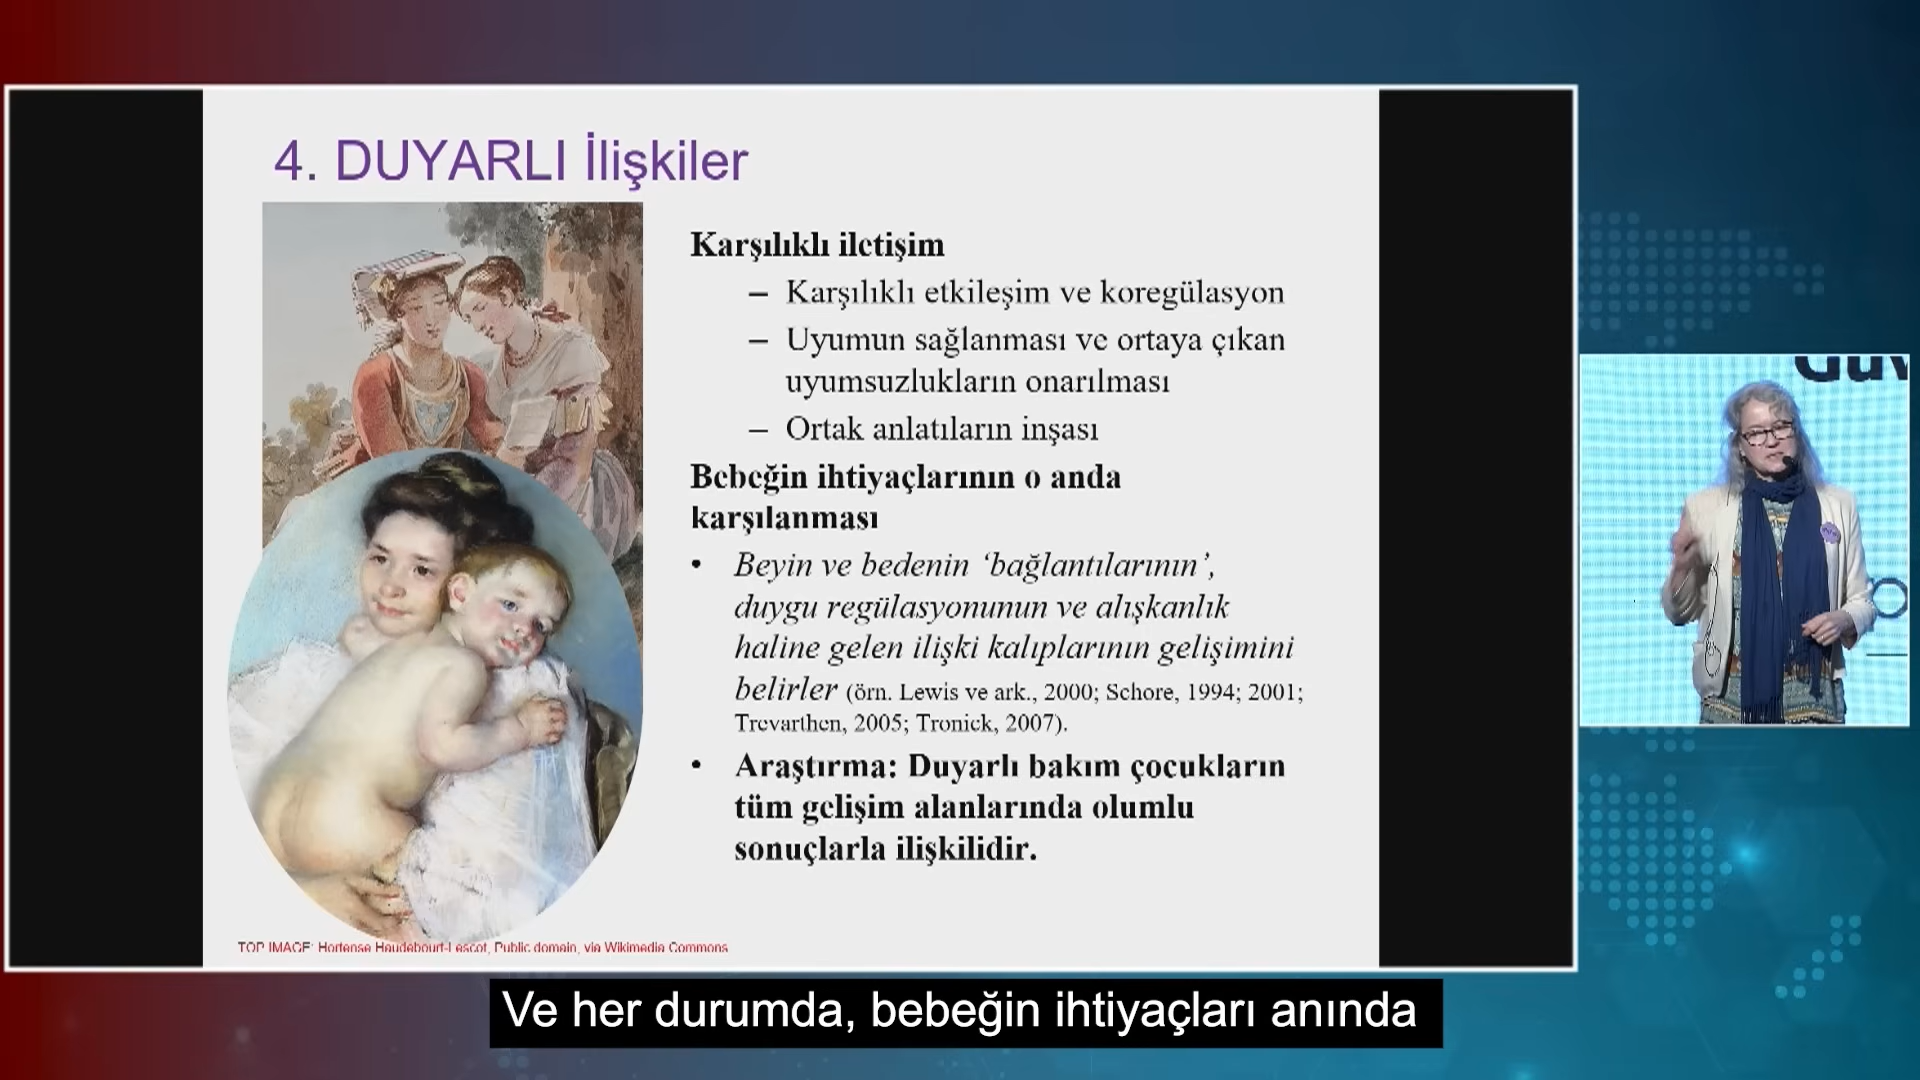 4. DUYARLI İlişkiler
Karşılıklı iletişim
– Karşılıklı etkileşim ve koregülasyon
– Uyumun sağlanması ve ortaya çıkan
uyumsuzlukların onarılması
– Ortak anlatıların inşası
Bebeğin ihtiyaçlarının o anda
karşılanması
• Beyin ve bedenin ‘bağlantılarının’,
duygu regülasyonunun ve alışkanlık
haline gelen ilişki kalıplarının gelişimini
belirler (örn. Lewis ve ark., 2000; Schore, 1994; 2001;
Trevarthen, 2005; Tronick, 2007).
• Araştırma: Duyarlı bakım çocukların
tüm gelişim alanlarında olumlu
sonuçlarla ilişkilidir.
TOP IMAGE: Hortense Haudebourt-Lescot, Public domain, via Wikimedia Commons
Ve her durumda, bebeğin ihtiyaçları anında